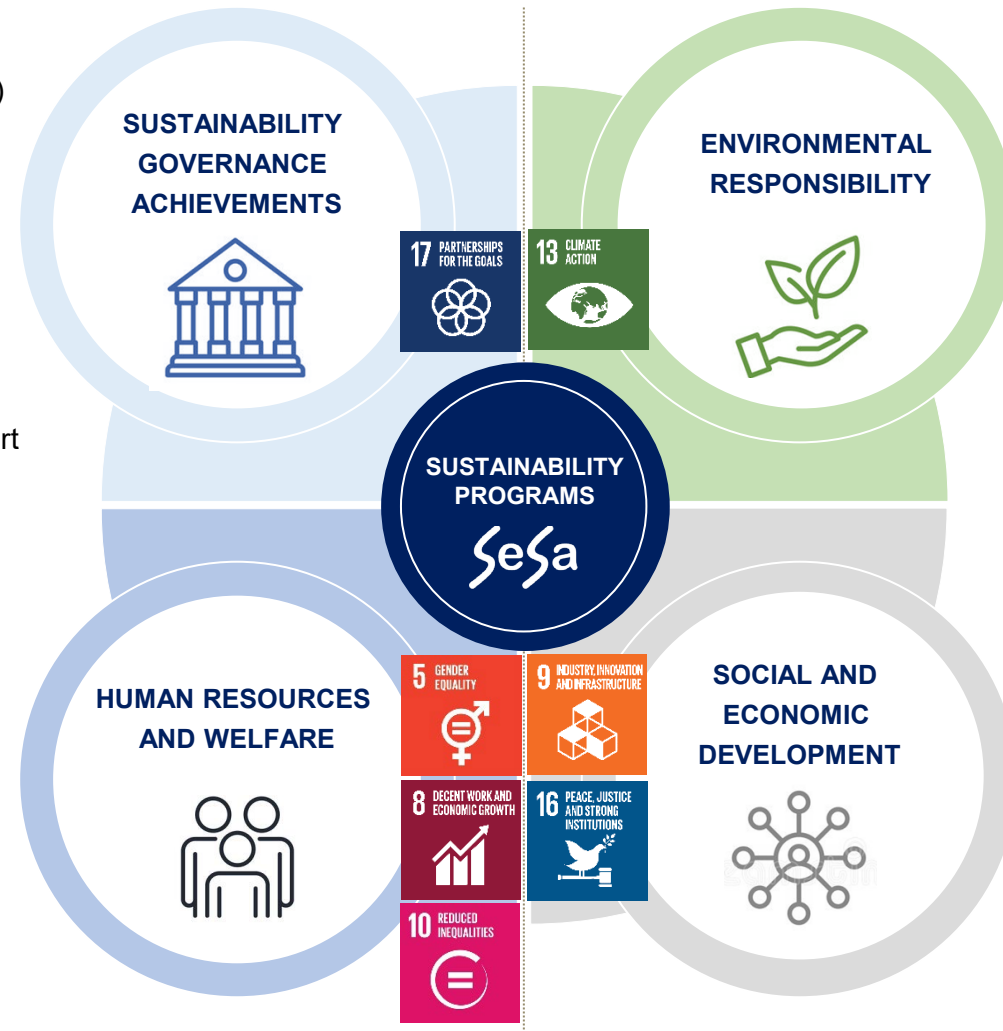 )
SUSTAINABILITY
GOVERNANCE
ACHIEVEMENTS
ENVIRONMENTAL
RESPONSIBILITY
17 PARTNERSHIPS
FOR THE GOALS
13 CLIMATE
ACTION
rt
SUSTAINABILITY
PROGRAMS
SeSa
HUMAN RESOURCES
AND WELFARE
5 GENDER
EQUALITY
9 INDUSTRY, INNOVATION
AND INFRASTRUCTURE
SOCIAL AND
ECONOMIC
DEVELOPMENT
8 DECENT WORK AND
ECONOMIC GROWTH
16 PEACE, JUSTICE
AND STRONG
INSTITUTIONS
10 REDUCED
INEQUALITIES